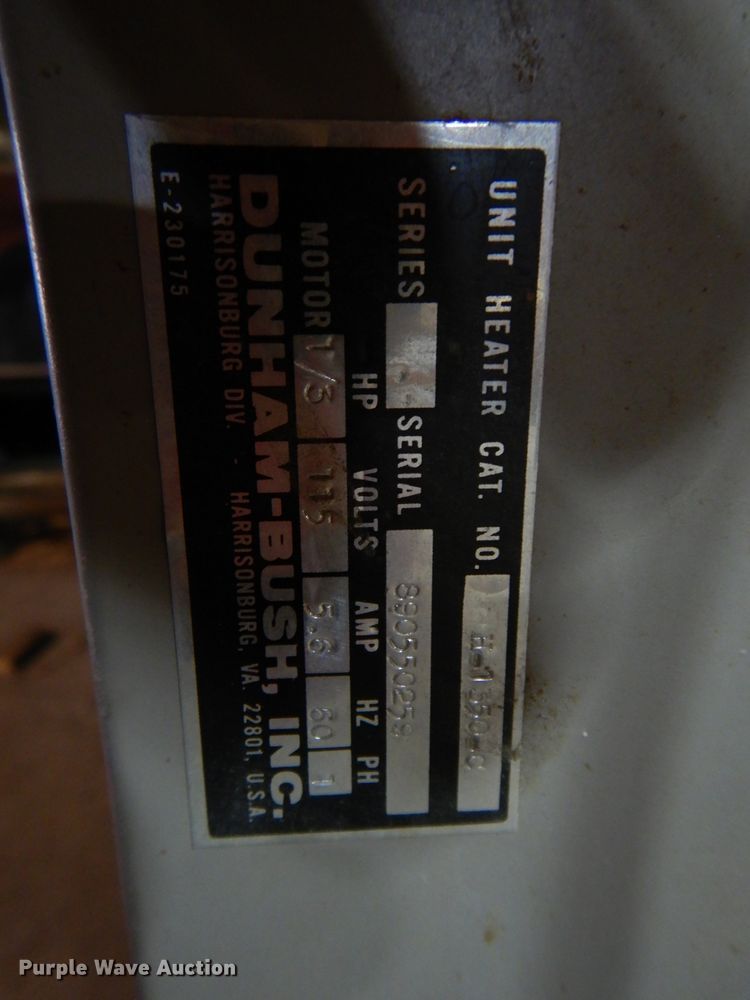 UNIT HEATER CAT. NO.
SERIES SERIAL 890550259
HP VOLTS AMP HZ PH
MOTOR 1/3 115 5.6 60 1
DUNHAM-BUSH, INC.
HARRISONBURG DIV. - HARRISONBURG, VA. 22801, U.S.A.
E-230175
Purple Wave Auction